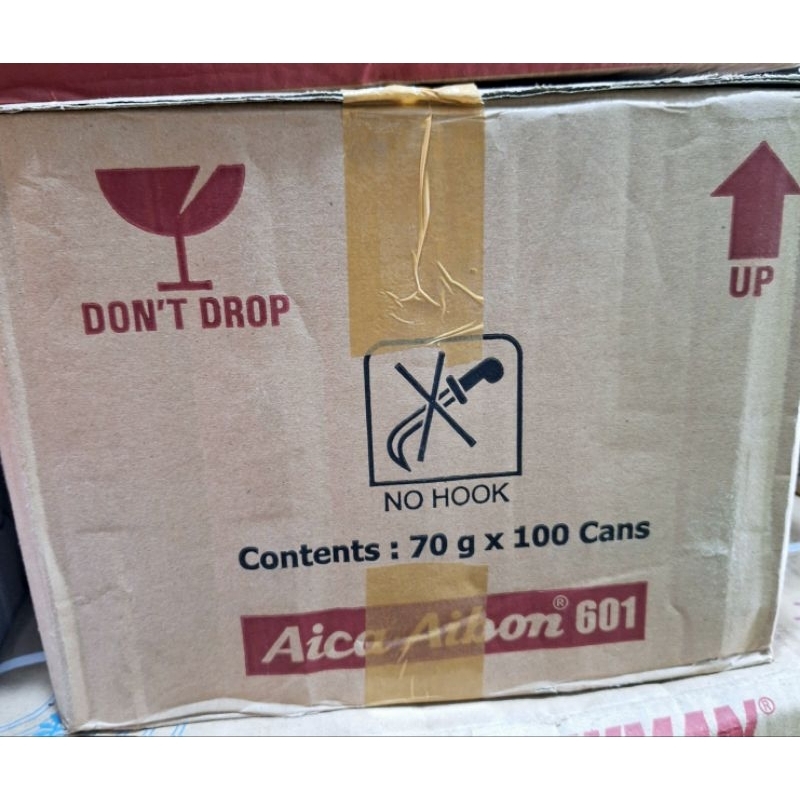 DON'T DROP
UP
NO HOOK
Contents : 70 g x 100 Cans
Aica Aibon® 601